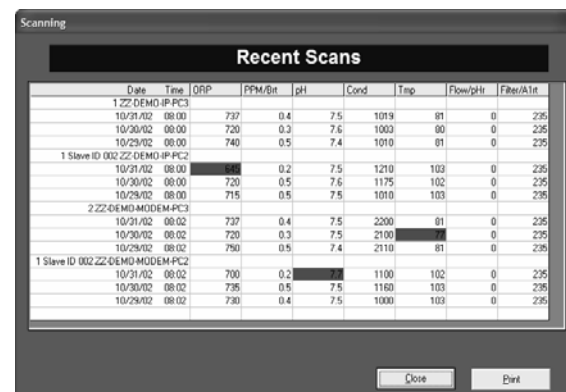 Scanning
Recent Scans
Date Time ORP PPM/Brt pH Cond Tmp Flow/pHr Filter/A1rt
1 ZZ-DEMO-IP-PC3
10/31/02 08:00 737 0.4 7.5 1019 81 0 235
10/30/02 08:00 720 0.3 7.6 1003 80 0 235
10/29/02 08:00 740 0.5 7.4 1010 81 0 235
1 Slave ID 002 ZZ-DEMO-IP-PC2
10/31/02 08:00 645 0.2 7.5 1210 103 0 235
10/30/02 08:00 720 0.5 7.6 1175 102 0 235
10/29/02 08:00 715 0.5 7.5 1010 103 0 235
2 ZZ-DEMO-MODEM-PC3
10/31/02 08:02 737 0.4 7.5 2200 81 0 235
10/30/02 08:02 720 0.3 7.5 2100 77 0 235
10/29/02 08:02 750 0.5 7.4 2110 81 0 235
1 Slave ID 002 ZZ-DEMO-MODEM-PC2
10/31/02 08:02 700 0.2 7.7 1100 102 0 235
10/30/02 08:02 735 0.5 7.5 1160 103 0 235
10/29/02 08:02 730 0.4 7.5 1000 103 0 235
Close Print